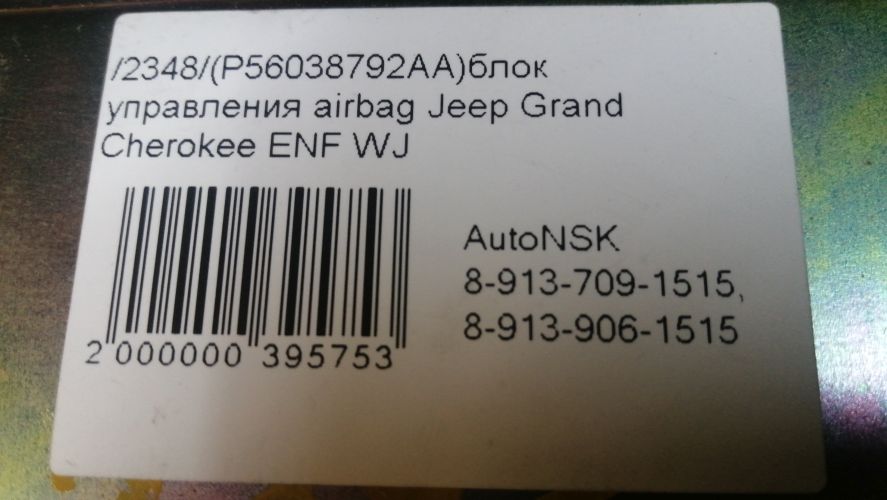 /2348/(P56038792AA)блок
управления airbag Jeep Grand
Cherokee ENF WJ
AutoNSK
8-913-709-1515,
8-913-906-1515
2 000000 395753